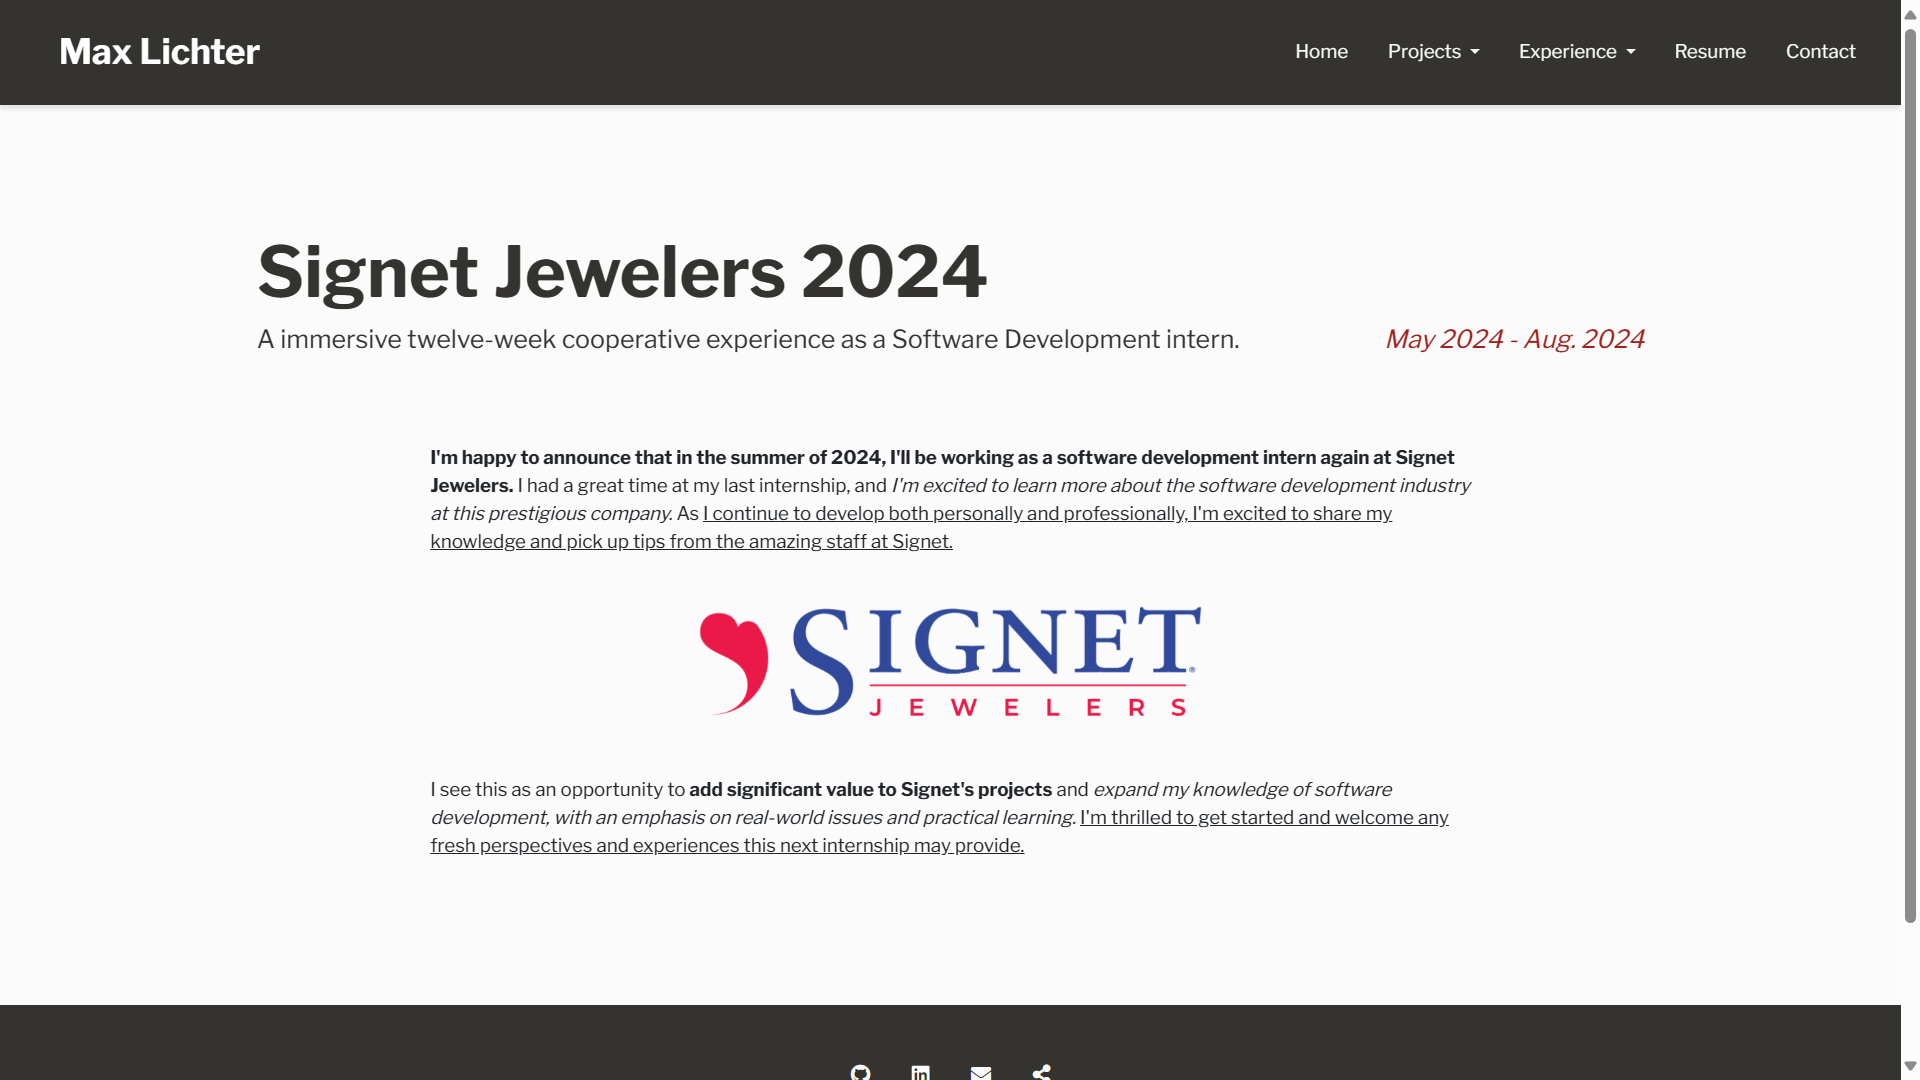 Max Lichter
Home Projects Experience Resume Contact
Signet Jewelers 2024
A immersive twelve-week cooperative experience as a Software Development intern.
May 2024 - Aug. 2024
I'm happy to announce that in the summer of 2024, I'll be working as a software development intern again at Signet
Jewelers. I had a great time at my last internship, and I'm excited to learn more about the software development industry
at this prestigious company. As I continue to develop both personally and professionally, I'm excited to share my
knowledge and pick up tips from the amazing staff at Signet.
SIGNET®
JEWELERS
I see this as an opportunity to add significant value to Signet's projects and expand my knowledge of software
development, with an emphasis on real-world issues and practical learning. I'm thrilled to get started and welcome any
fresh perspectives and experiences this next internship may provide.
in